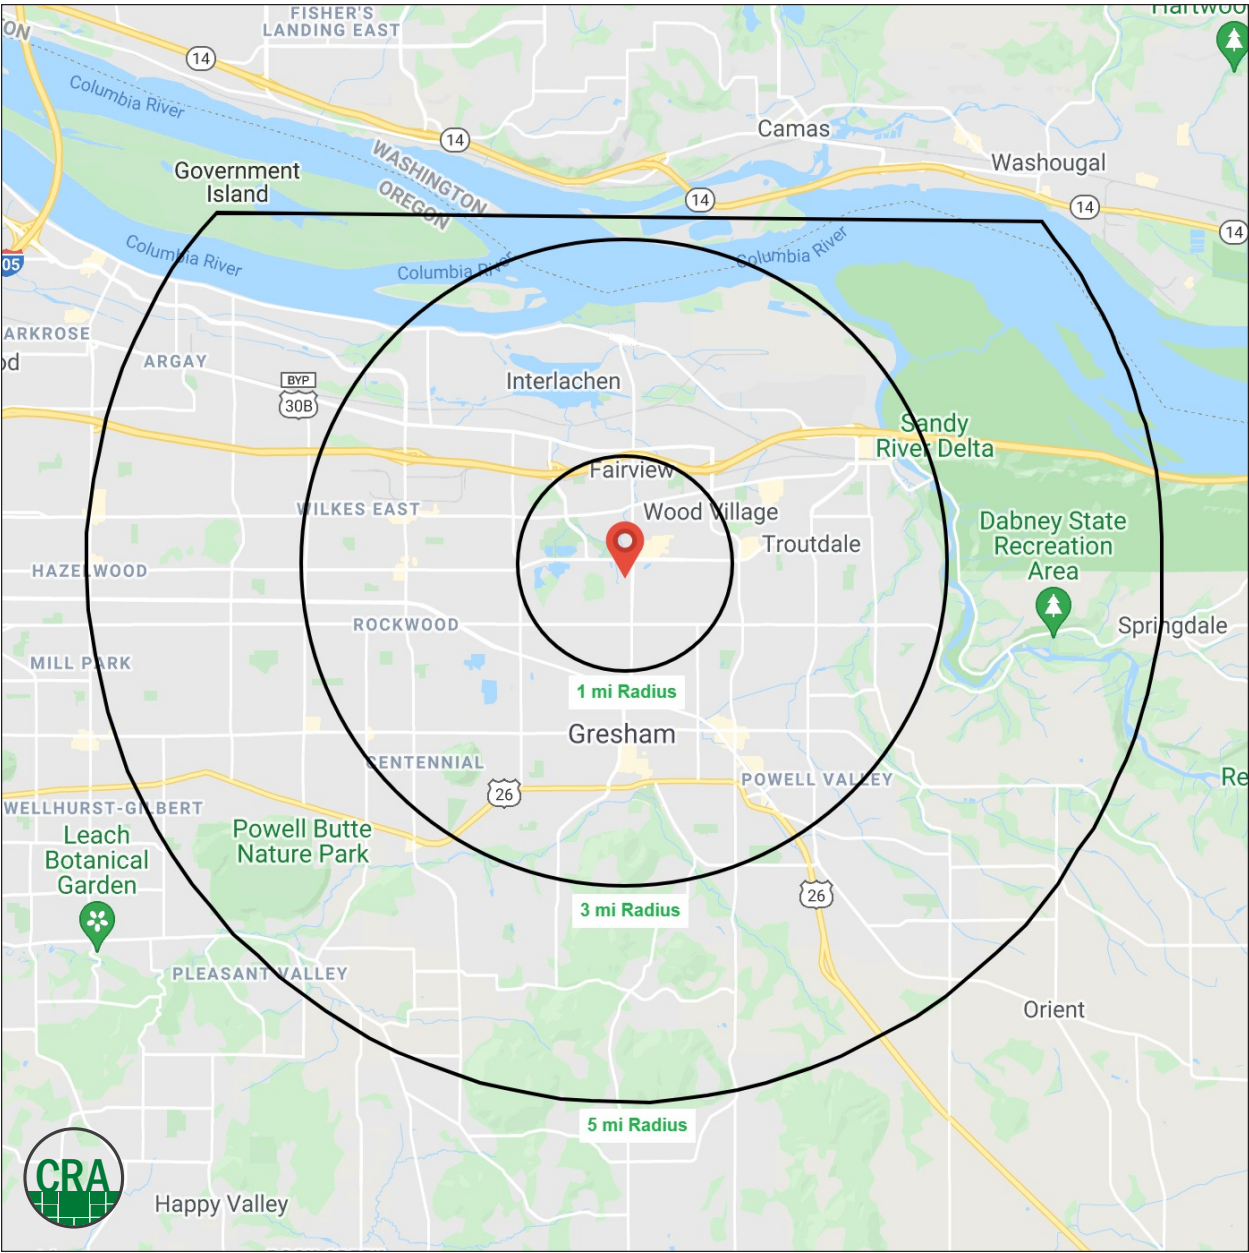 Hartwoo
ON
FISHER'S
LANDING EAST
14
Columbia River
14
Camas
WASHINGTON
OREGON
Washougal
Government
Island
14
14
14
Columbia River
Columbia River
Columbia River
05
ARKROSE
od
ARGAY
BYP
30B
Interlachen
Sandy
River Delta
Fairview
WILKES EAST
Wood Village
Troutdale
Dabney State
Recreation
Area
HAZELWOOD
ROCKWOOD
Springdale
MILL PARK
1 mi Radius
Gresham
CENTENNIAL
POWELL VALLEY
Re
26
WELLHURST-GILBERT
Leach
Botanical
Garden
Powell Butte
Nature Park
26
3 mi Radius
PLEASANT VALLEY
Orient
5 mi Radius
CRA
Happy Valley